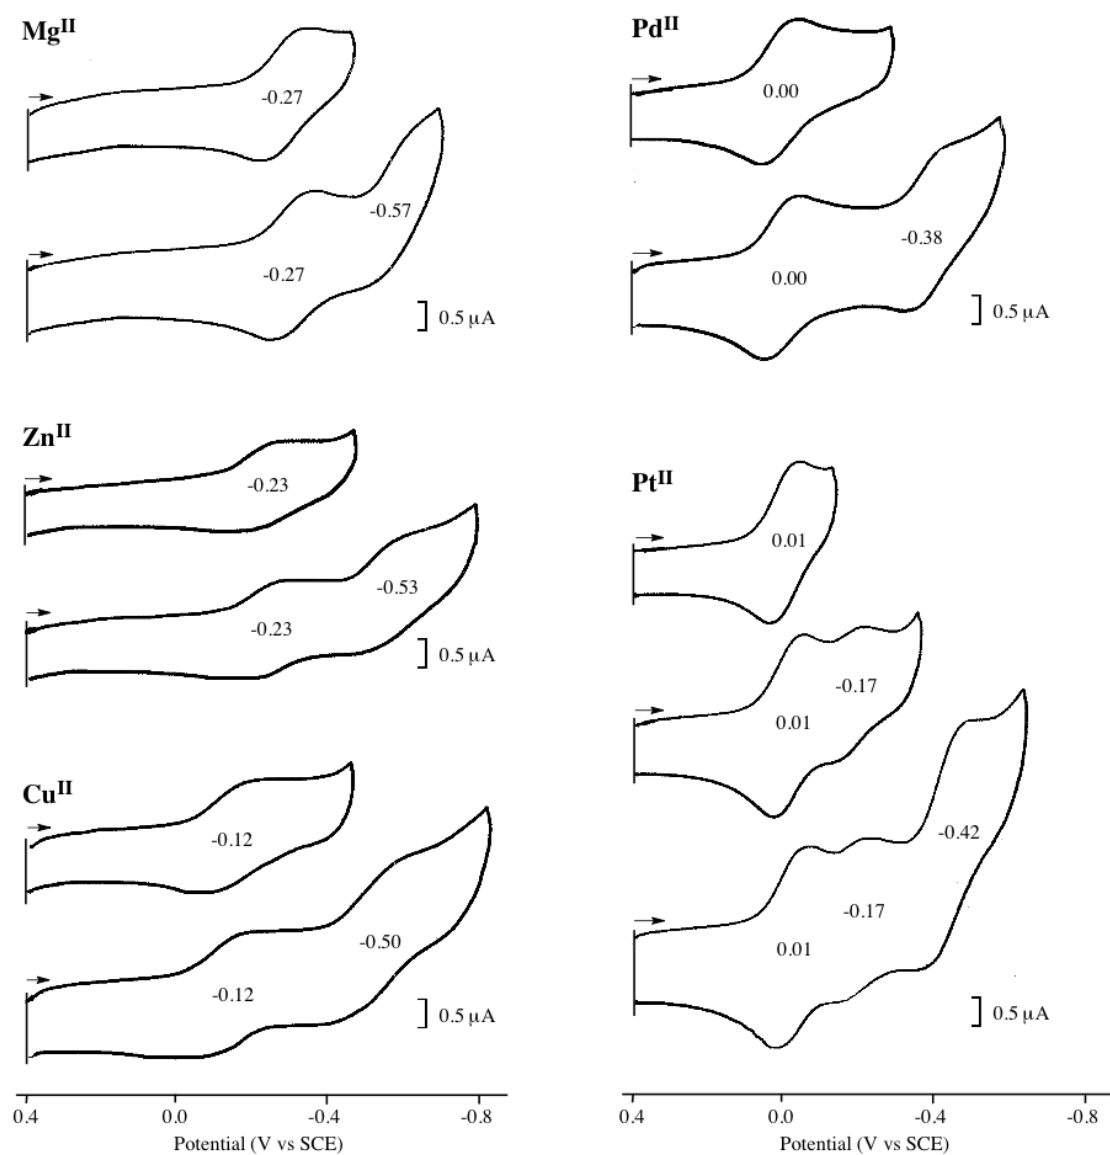 Mg^II
-0.27
-0.57
-0.27
0.5 μA
Zn^II
-0.23
-0.53
-0.23
0.5 μA
Cu^II
-0.12
-0.50
-0.12
0.5 μA
0.4 0.0 -0.4 -0.8
Potential (V vs SCE)
Pd^II
0.00
-0.38
0.00
0.5 μA
Pt^II
0.01
-0.17
0.01
-0.42
-0.17
0.01
0.5 μA
0.4 0.0 -0.4 -0.8
Potential (V vs SCE)